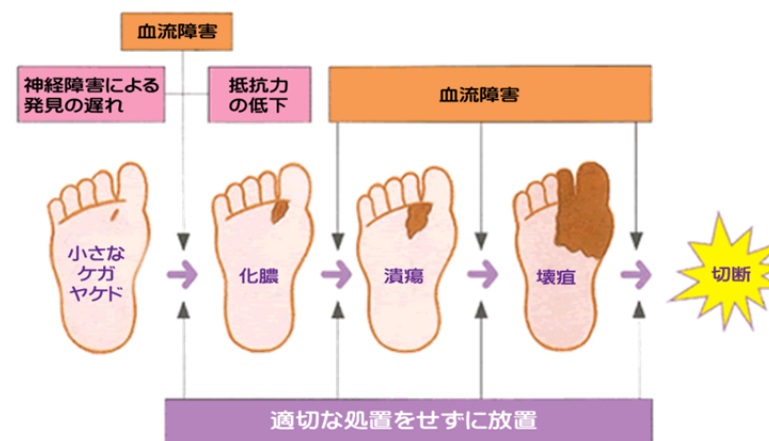 血流障害
神経障害による
発見の遅れ
抵抗力
の低下
血流障害
小さな
ケガ
ヤケド
化膿
潰瘍
壊疽
切断
適切な処置をせずに放置